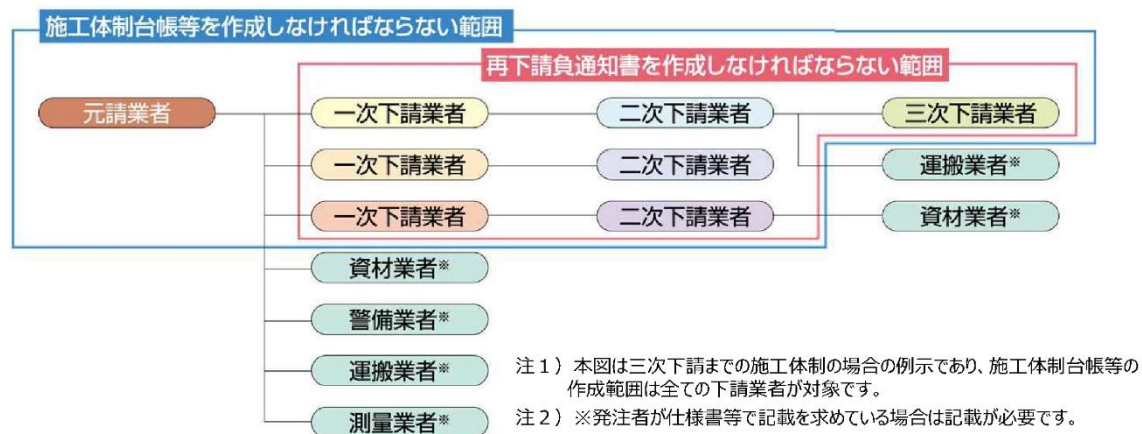 施工体制台帳等を作成しなければならない範囲
再下請負通知書を作成しなければならない範囲
元請業者
一次下請業者
二次下請業者
三次下請業者
一次下請業者
二次下請業者
運搬業者※
一次下請業者
二次下請業者
資材業者※
資材業者※
警備業者※
運搬業者※
測量業者※
注1）本図は三次下請までの施工体制の場合の例示であり、施工体制台帳等の
作成範囲は全ての下請業者が対象です。
注2）※発注者が仕様書等で記載を求めている場合は記載が必要です。